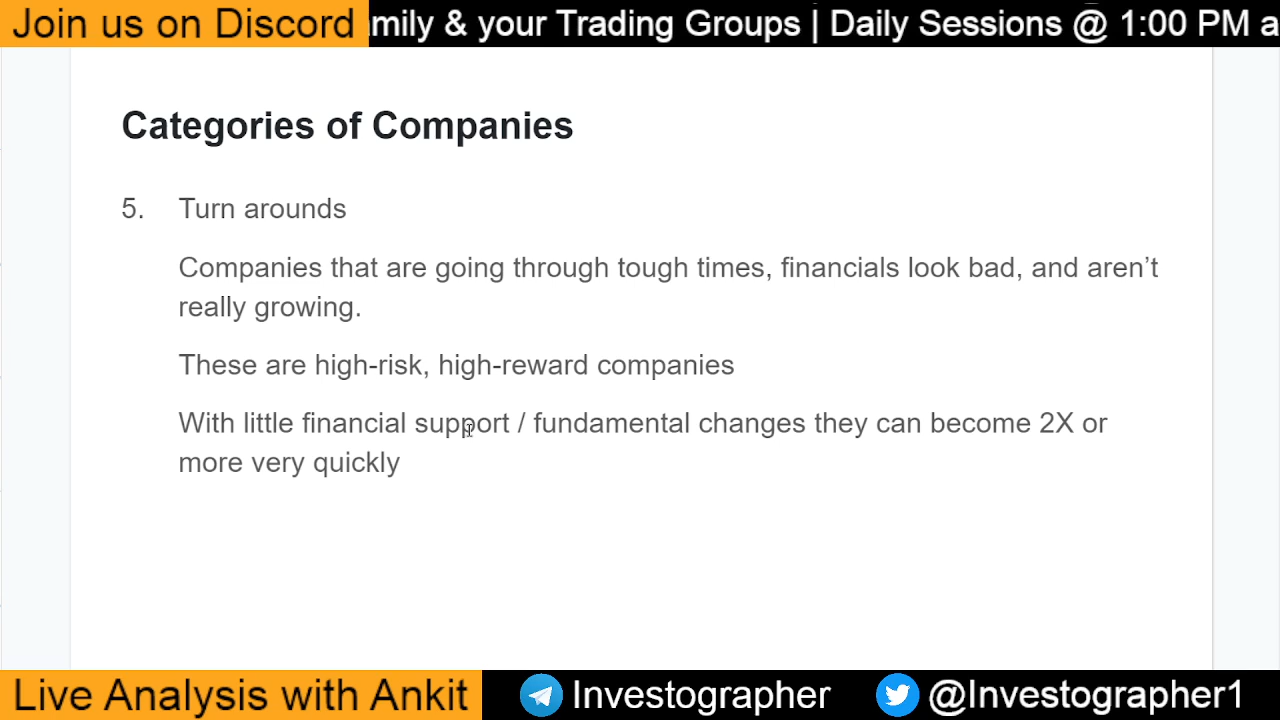 Join us on Discord
& your Trading Groups | Daily Sessions @ 1:00 PM
Categories of Companies
5. Turn arounds
Companies that are going through tough times, financials look bad, and aren’t
really growing.
These are high-risk, high-reward companies
With little financial support / fundamental changes they can become 2X or
more very quickly
Live Analysis with Ankit
Investographer
@Investographer1